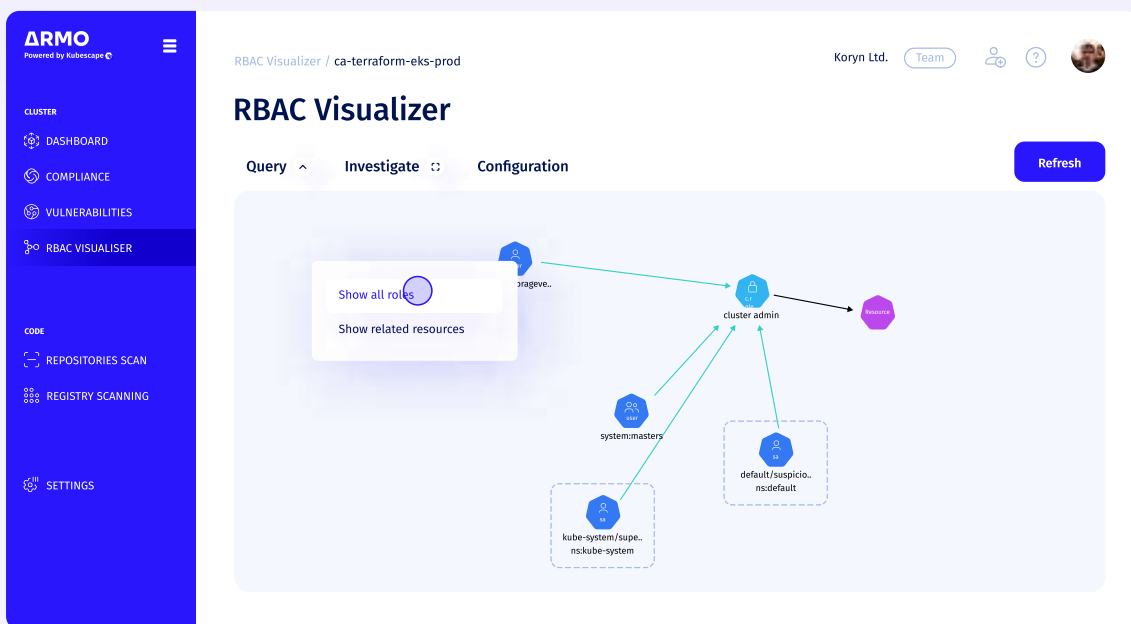 ARMO
Powered by Kubescape
CLUSTER
DASHBOARD
COMPLIANCE
VULNERABILITIES
RBAC VISUALISER
CODE
REPOSITORIES SCAN
REGISTRY SCANNING
SETTINGS
RBAC Visualizer / ca-terraform-eks-prod
Koryn Ltd.
Team
?
RBAC Visualizer
Query
Investigate
Configuration
Refresh
Show all roles
Show related resources
cluster admin
Resource
user
system:masters
sa
default/suspicio..
ns:default
sa
kube-system/supe..
ns:kube-system